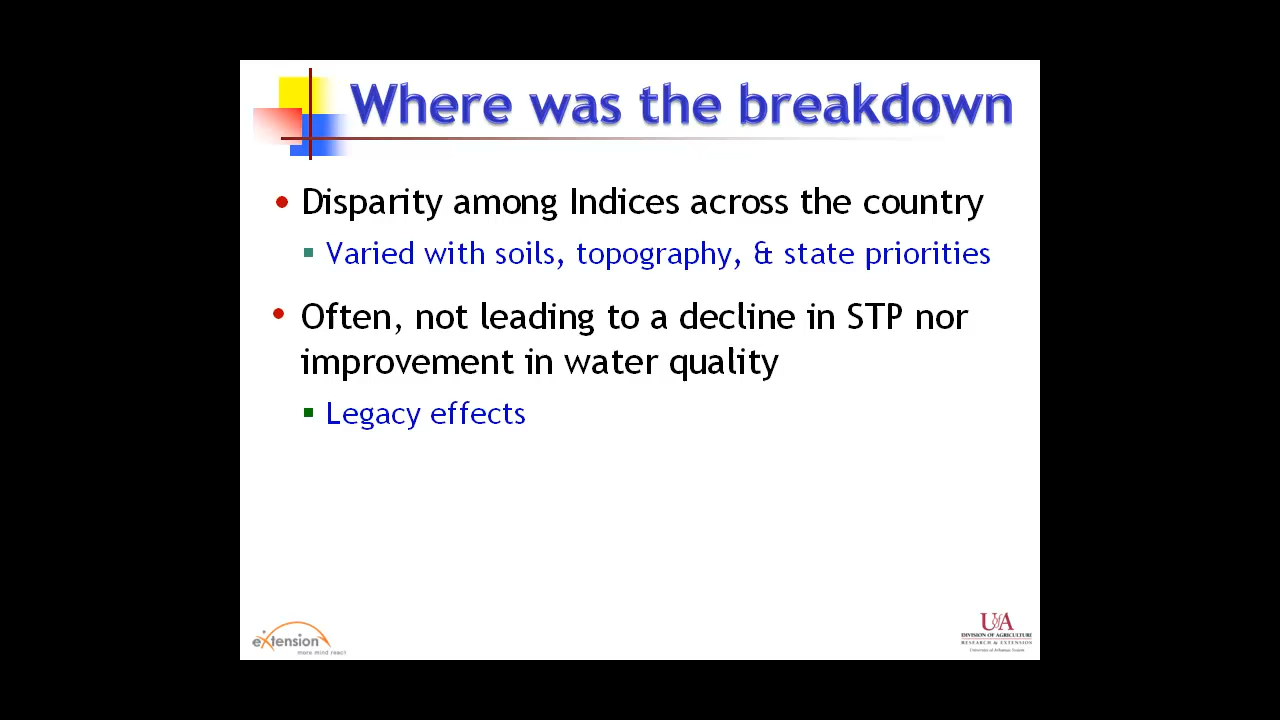 Where was the breakdown
Disparity among Indices across the country
Varied with soils, topography, & state priorities
Often, not leading to a decline in STP nor
improvement in water quality
Legacy effects
eXtension
more mind react
UA
DIVISION OF AGRICULTURE
RESEARCH & EXTENSION
University of Arkansas System